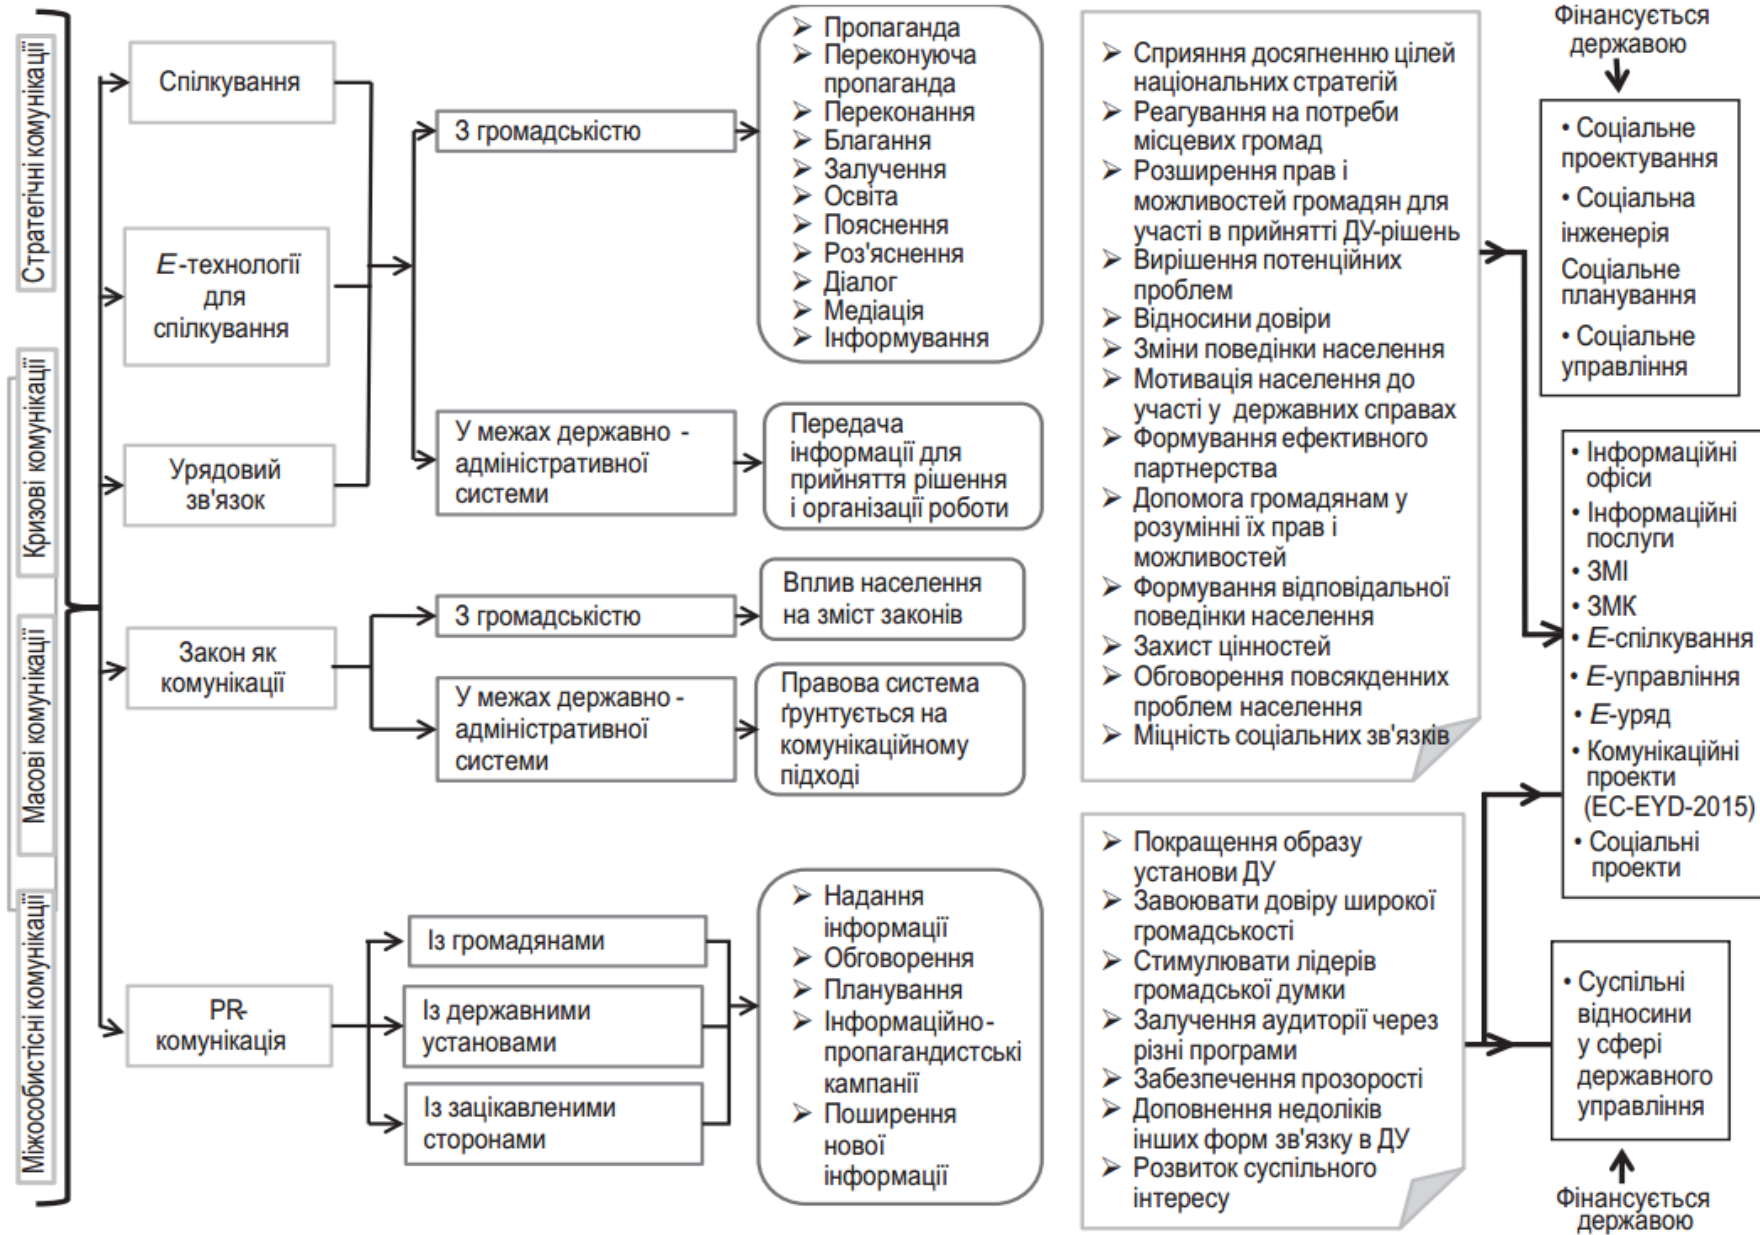 Стратегічні комунікації
Кризові комунікації
Масові комунікації
Міжособистісні комунікації
Спілкування
E-технології
для
спілкування
Урядовий
зв'язок
Закон як
комунікації
PR-
комунікація
З громадськістю
У межах державно -
адміністративної
системи
З громадськістю
У межах державно -
адміністративної
системи
Із громадянами
Із державними
установами
Із зацікавленими
сторонами
➢ Пропаганда
➢ Переконуюча
пропаганда
➢ Переконання
➢ Благання
➢ Залучення
➢ Освіта
➢ Пояснення
➢ Роз'яснення
➢ Діалог
➢ Медіація
➢ Інформування
Передача
інформації для
прийняття рішення
і організації роботи
Вплив населення
на зміст законів
Правова система
ґрунтується на
комунікаційному
підході
➢ Надання
інформації
➢ Обговорення
➢ Планування
➢ Інформаційно-
пропагандистські
кампанії
➢ Поширення
нової
інформації
➢ Сприяння досягненню цілей
національних стратегій
➢ Реагування на потреби
місцевих громад
➢ Розширення прав і
можливостей громадян для
участі в прийнятті ДУ-рішень
➢ Вирішення потенційних
проблем
➢ Відносини довіри
➢ Зміни поведінки населення
➢ Мотивація населення до
участі у державних справах
➢ Формування ефективного
партнерства
➢ Допомога громадянам у
розумінні їх прав і
можливостей
➢ Формування відповідальної
поведінки населення
➢ Захист цінностей
➢ Обговорення повсякденних
проблем населення
➢ Міцність соціальних зв'язків
➢ Покращення образу
установи ДУ
➢ Завоювати довіру широкої
громадськості
➢ Стимулювати лідерів
громадської думки
➢ Залучення аудиторії через
різні програми
➢ Забезпечення прозорості
➢ Доповнення недоліків
інших форм зв'язку в ДУ
➢ Розвиток суспільного
інтересу
Фінансується
державою
• Соціальне
проектування
• Соціальна
інженерія
Соціальне
планування
• Соціальне
управління
• Інформаційні
офіси
• Інформаційні
послуги
• ЗМІ
• ЗМК
• E-спілкування
• E-управління
• E-уряд
• Комунікаційні
проекти
(EC-EYD-2015)
• Соціальні
проекти
• Суспільні
відносини
у сфері
державного
управління
Фінансується
державою